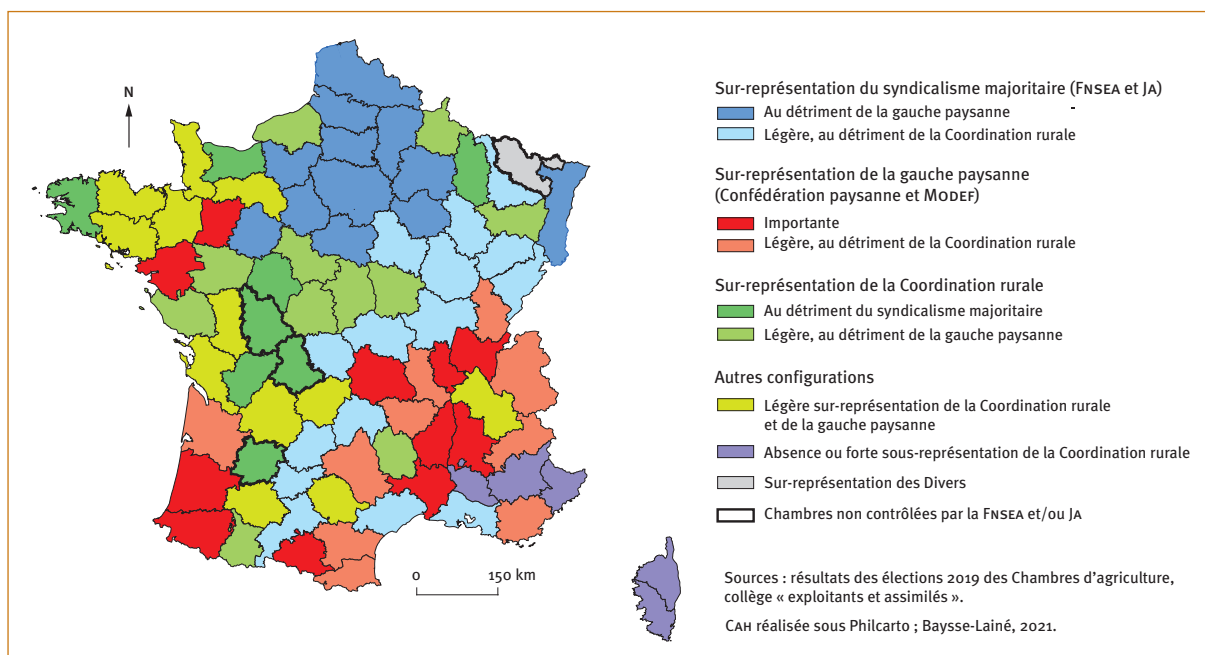 N
0 150 km
Sur-représentation du syndicalisme majoritaire (FNSEA et JA)
Au détriment de la gauche paysanne
Légère, au détriment de la Coordination rurale
Sur-représentation de la gauche paysanne
(Confédération paysanne et MODEF)
Importante
Légère, au détriment de la Coordination rurale
Sur-représentation de la Coordination rurale
Au détriment du syndicalisme majoritaire
Légère, au détriment de la gauche paysanne
Autres configurations
Légère sur-représentation de la Coordination rurale
et de la gauche paysanne
Absence ou forte sous-représentation de la Coordination rurale
Sur-représentation des Divers
Chambres non contrôlées par la FNSEA et/ou JA
Sources : résultats des élections 2019 des Chambres d'agriculture,
collège « exploitants et assimilés ».
CAH réalisée sous Philcarto ; Baysse-Lainé, 2021.